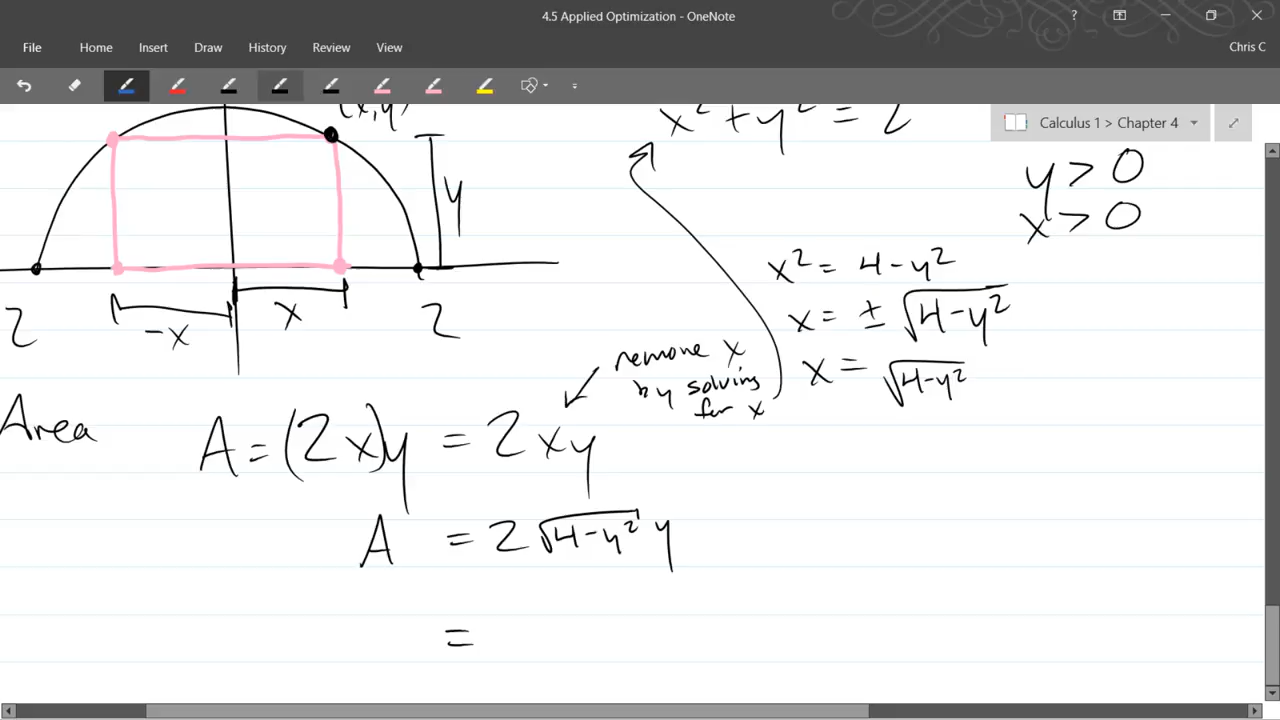 4.5 Applied Optimization - OneNote
?
File Home Insert Draw History Review View
Chris C
Calculus 1 > Chapter 4
(x,y)
x² + y² = 2
y > 0
x > 0
y
2
-x
x
2
x² = 4-y²
x = ± √4-y²
x = √4-y²
remove x
by solving
for x
Area
A = (2x)y = 2xy
A = 2√4-y² y
=